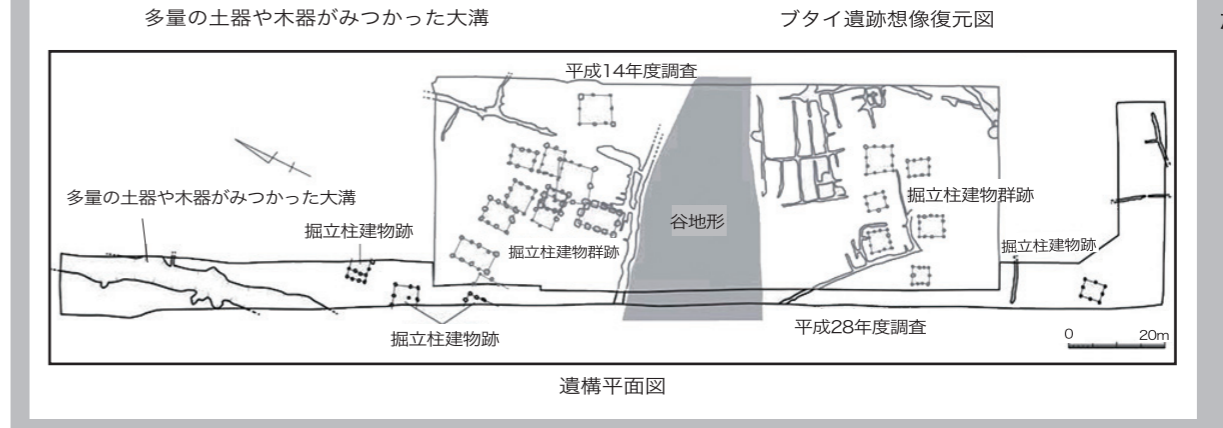 多量の土器や木器がみつかった大溝
ブタイ遺跡想像復元図
平成14年度調査
多量の土器や木器がみつかった大溝
掘立柱建物跡
掘立柱建物群跡
谷地形
掘立柱建物群跡
掘立柱建物跡
掘立柱建物跡
平成28年度調査
0 20m
遺構平面図